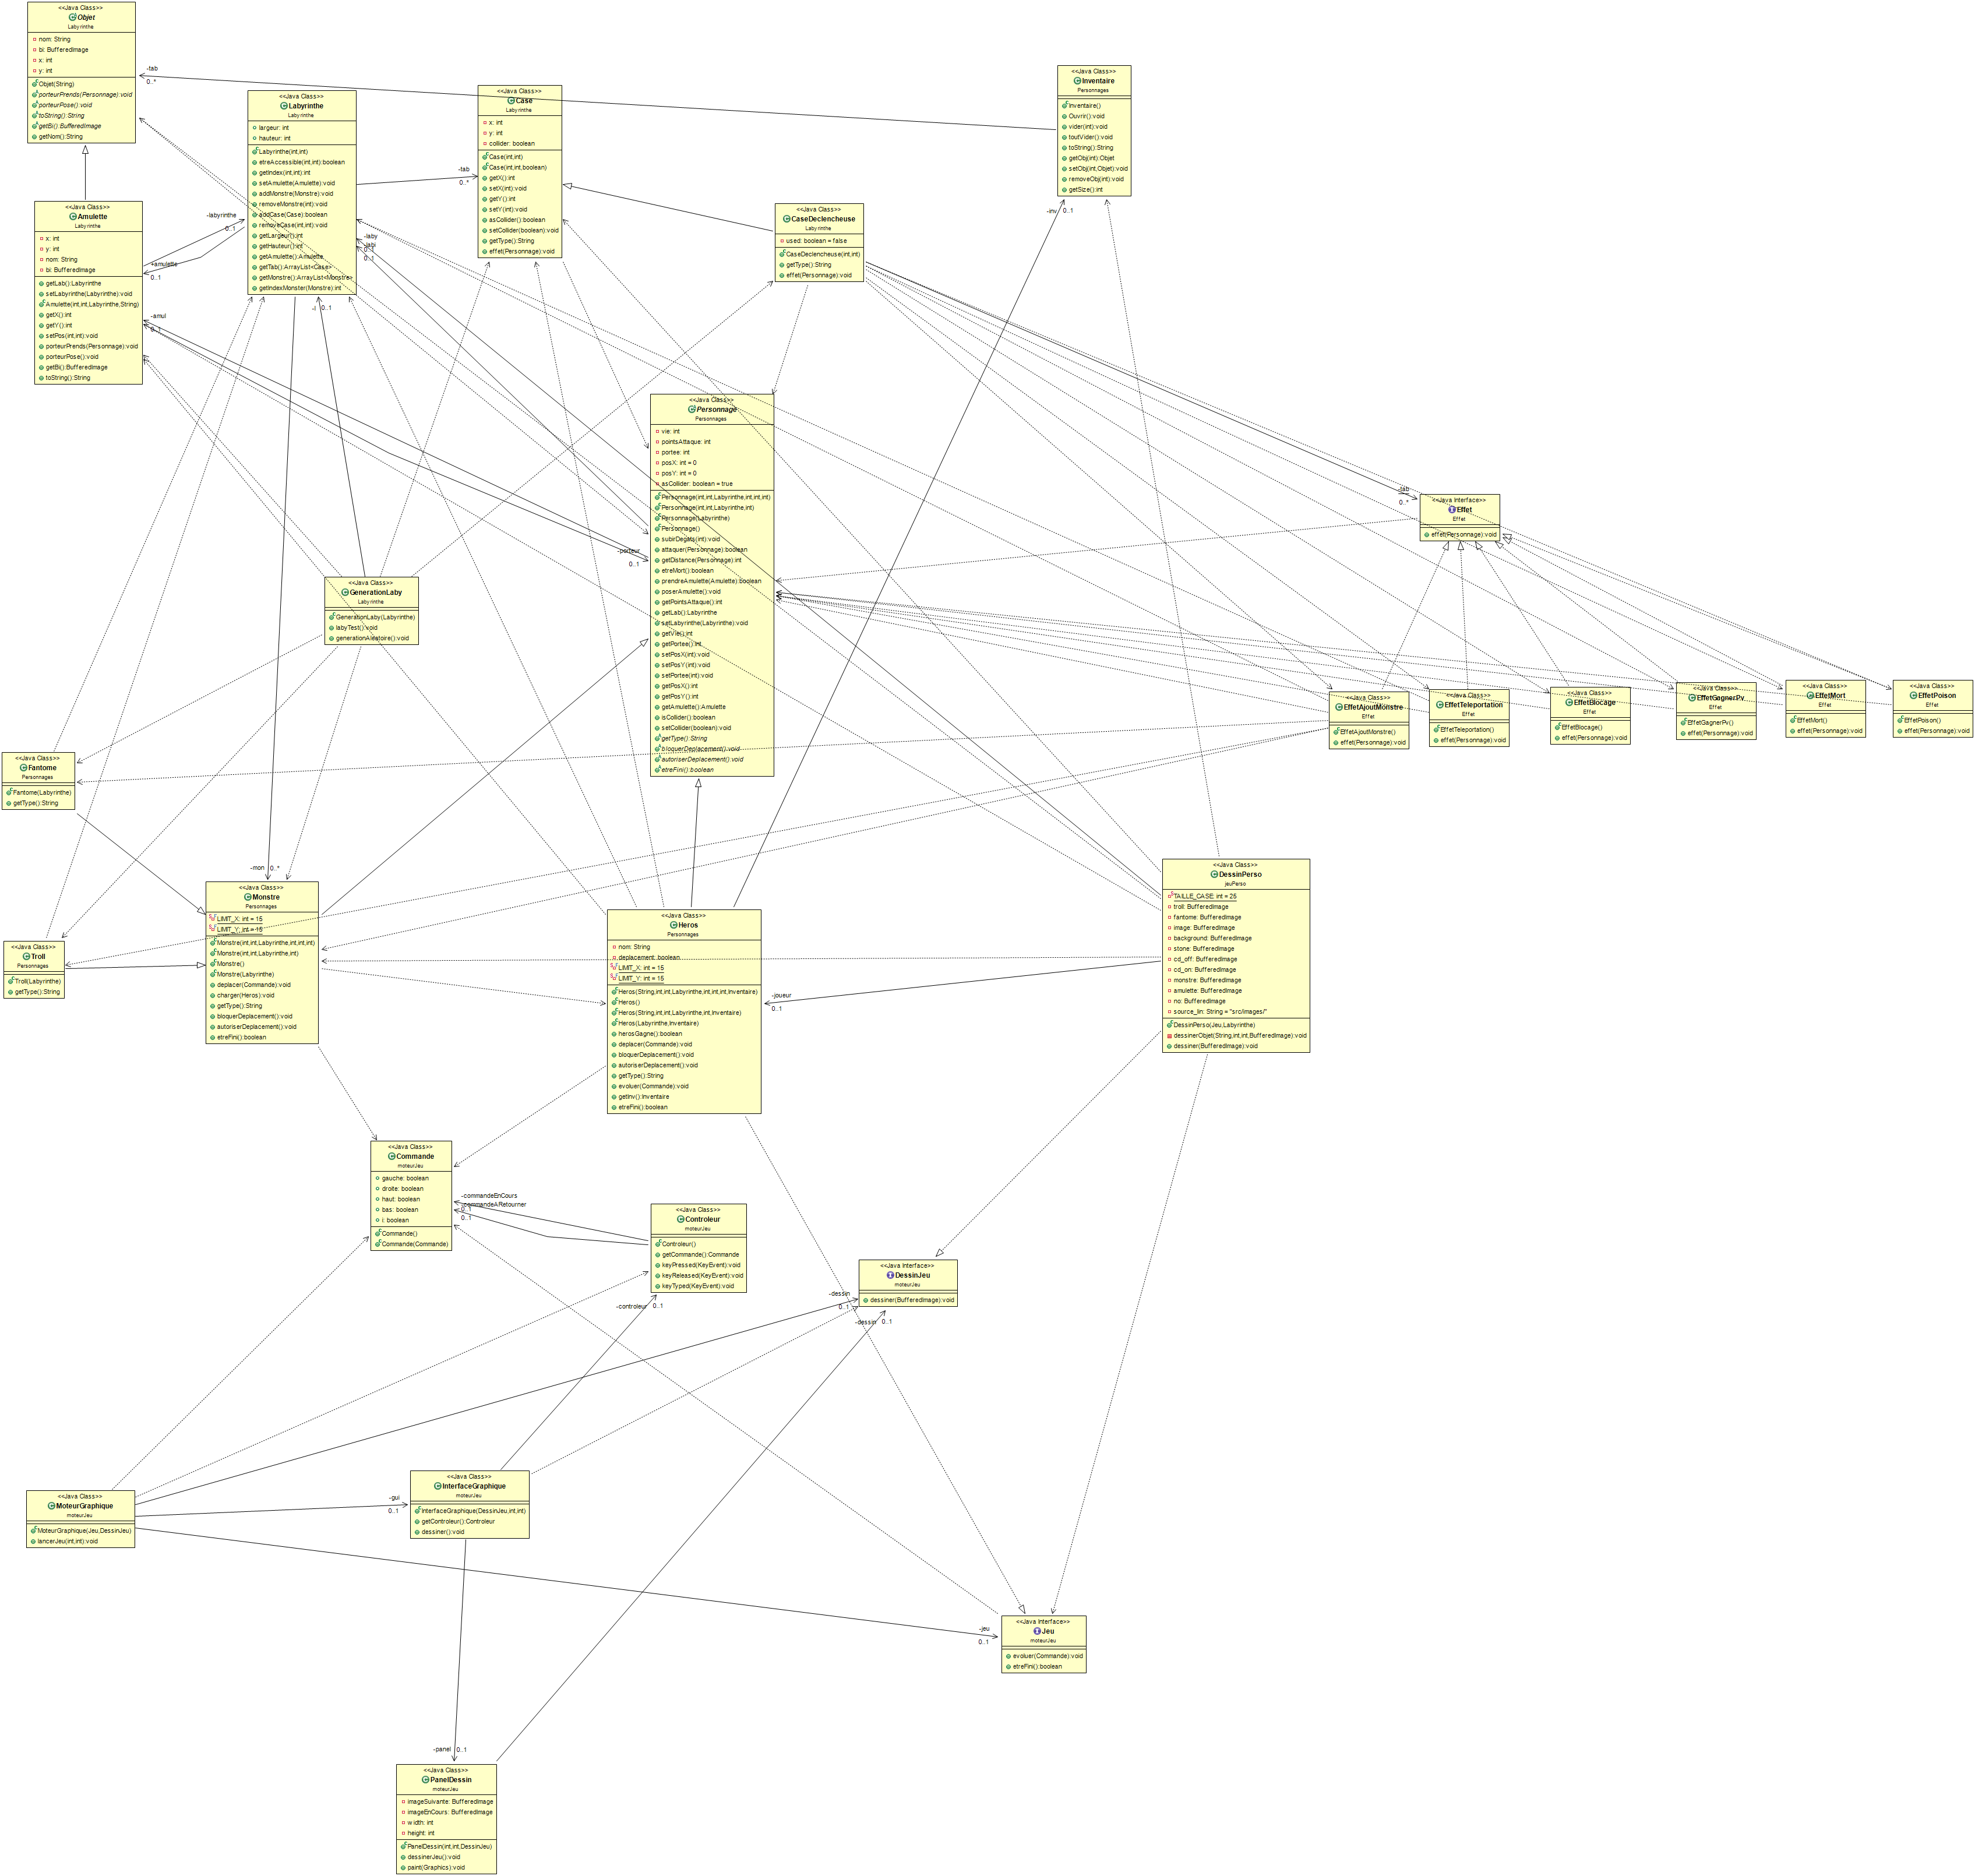 <<Java Class>>
Objet
Labyrinthe
nom: String
bi: BufferedImage
x: int
y: int
Objet(String)
porteurPrends(Personnage):void
porteurPose():void
toString():String
getBi():BufferedImage
getNom():String
-tab
0..*
<<Java Class>>
Labyrinthe
Labyrinthe
largeur: int
hauteur: int
Labyrinthe(int,int)
etreAccessible(int,int):boolean
getIndex(int,int):int
setAmulette(Amulette):void
addMonstre(Monstre):void
removeMonstre(int):void
addCase(Case):boolean
removeCase(int,int):void
getLargeur():int
getHauteur():int
getAmulette():Amulette
getTab():ArrayList<Case>
getMonstre():ArrayList<Monstre>
getIndexMonster(Monstre):int
-tab
0..*
<<Java Class>>
Case
Labyrinthe
x: int
y: int
collider: boolean
Case(int,int)
Case(int,int,boolean)
getX():int
setX(int):void
getY():int
setY(int):void
asCollider():boolean
setCollider(boolean):void
getType():String
effet(Personnage):void
<<Java Class>>
Inventaire
Personnages
Inventaire()
Ouvrir():void
vider(int):void
toutVider():void
toString():String
getObj(int):Objet
setObj(int,Objet):void
removeObj(int):void
getSize():int
-inv
0..1
<<Java Class>>
CaseDeclencheuse
Labyrinthe
used: boolean = false
CaseDeclencheuse(int,int)
getType():String
effet(Personnage):void
<<Java Class>>
Amulette
Labyrinthe
x: int
y: int
nom: String
bi: BufferedImage
getLab():Labyrinthe
setLabyrinthe(Labyrinthe):void
Amulette(int,int,Labyrinthe,String)
getX():int
getY():int
setPos(int,int):void
porteurPrends(Personnage):void
porteurPose():void
getBi():BufferedImage
toString():String
-labyrinthe
0..1
+amulette
0..1
-laby
-labi
0..1
0..1
-l
0..1
-amul
0..1
<<Java Class>>
Personnage
Personnages
vie: int
pointsAttaque: int
portee: int
posX: int = 0
posY: int = 0
asCollider: boolean = true
Personnage(int,int,Labyrinthe,int,int,int)
Personnage(int,int,Labyrinthe,int)
Personnage(Labyrinthe)
Personnage()
subirDegats(int):void
attaquer(Personnage):boolean
getDistance(Personnage):int
etreMort():boolean
prendreAmulette(Amulette):boolean
poserAmulette():void
getPointsAttaque():int
getLab():Labyrinthe
setLabyrinthe(Labyrinthe):void
getVie():int
getPortee():int
setPosX(int):void
setPosY(int):void
setPortee(int):void
getPosX():int
getPosY():int
getAmulette():Amulette
isCollider():boolean
setCollider(boolean):void
getType():String
bloquerDeplacement():void
autoriserDeplacement():void
etreFini():boolean
-porteur
0..1
-tab
0..*
<<Java Interface>>
Effet
Effet
effet(Personnage):void
<<Java Class>>
GenerationLaby
Labyrinthe
GenerationLaby(Labyrinthe)
labyTest():void
generationAleatoire():void
<<Java Class>>
EffetAjoutMonstre
Effet
EffetAjoutMonstre()
effet(Personnage):void
<<Java Class>>
EffetTeleportation
Effet
EffetTeleportation()
effet(Personnage):void
<<Java Class>>
EffetBlocage
Effet
EffetBlocage()
effet(Personnage):void
<<Java Class>>
EffetGagnerPv
Effet
EffetGagnerPv()
effet(Personnage):void
<<Java Class>>
EffetMort
Effet
EffetMort()
effet(Personnage):void
<<Java Class>>
EffetPoison
Effet
EffetPoison()
effet(Personnage):void
<<Java Class>>
Fantome
Personnages
Fantome(Labyrinthe)
getType():String
-mon
0..*
<<Java Class>>
Monstre
Personnages
LIMIT_X: int = 15
LIMIT_Y: int = 15
Monstre(int,int,Labyrinthe,int,int,int)
Monstre(int,int,Labyrinthe,int)
Monstre()
Monstre(Labyrinthe)
deplacer(Commande):void
charger(Heros):void
getType():String
bloquerDeplacement():void
autoriserDeplacement():void
etreFini():boolean
<<Java Class>>
Troll
Personnages
Troll(Labyrinthe)
getType():String
<<Java Class>>
Heros
Personnages
nom: String
deplacement: boolean
LIMIT_X: int = 15
LIMIT_Y: int = 15
Heros(String,int,int,Labyrinthe,int,int,int,Inventaire)
Heros()
Heros(String,int,int,Labyrinthe,int,Inventaire)
Heros(Labyrinthe,Inventaire)
herosGagne():boolean
deplacer(Commande):void
bloquerDeplacement():void
autoriserDeplacement():void
getType():String
evoluer(Commande):void
getInv():Inventaire
etreFini():boolean
-joueur
0..1
<<Java Class>>
DessinPerso
jeuPerso
TAILLE_CASE: int = 25
troll: BufferedImage
fantome: BufferedImage
image: BufferedImage
background: BufferedImage
stone: BufferedImage
cd_off: BufferedImage
cd_on: BufferedImage
monstre: BufferedImage
amulette: BufferedImage
no: BufferedImage
source_lin: String = "src/images/"
DessinPerso(Jeu,Labyrinthe)
dessinerObjet(String,int,int,BufferedImage):void
dessiner(BufferedImage):void
<<Java Class>>
Commande
moteurJeu
gauche: boolean
droite: boolean
haut: boolean
bas: boolean
i: boolean
Commande()
Commande(Commande)
-commandeEnCours
-commandeARetourner
0..1
0..1
<<Java Class>>
Controleur
moteurJeu
Controleur()
getCommande():Commande
keyPressed(KeyEvent):void
keyReleased(KeyEvent):void
keyTyped(KeyEvent):void
-controleur
0..1
<<Java Interface>>
DessinJeu
moteurJeu
dessiner(BufferedImage):void
-dessin
0..1
-dessin
0..1
<<Java Class>>
MoteurGraphique
moteurJeu
MoteurGraphique(Jeu,DessinJeu)
lancerJeu(int,int):void
-gui
0..1
<<Java Class>>
InterfaceGraphique
moteurJeu
InterfaceGraphique(DessinJeu,int,int)
getControleur():Controleur
dessiner():void
-jeu
0..1
<<Java Interface>>
Jeu
moteurJeu
evoluer(Commande):void
etreFini():boolean
-panel
0..1
<<Java Class>>
PanelDessin
moteurJeu
imageSuivante: BufferedImage
imageEnCours: BufferedImage
width: int
height: int
PanelDessin(int,int,DessinJeu)
dessinerJeu():void
paint(Graphics):void